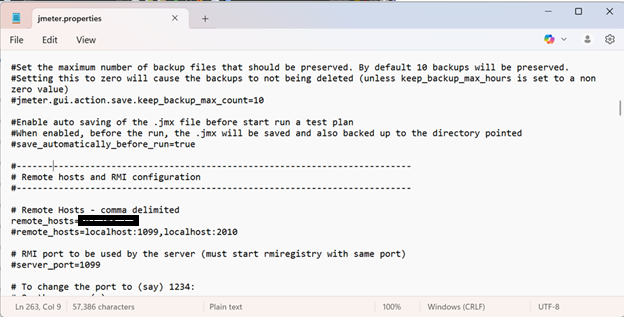 jmeter.properties
File
Edit
View
#Set the maximum number of backup files that should be preserved. By default 10 backups will be preserved.
#Setting this to zero will cause the backups to not being deleted (unless keep_backup_max_hours is set to a non
zero value)
#jmeter.gui.action.save.keep_backup_max_count=10
#Enable auto saving of the .jmx file before start run a test plan
#When enabled, before the run, the .jmx will be saved and also backed up to the directory pointed
#save_automatically_before_run=true
#---------------------------------------------------------------------------
# Remote hosts and RMI configuration
#---------------------------------------------------------------------------
# Remote Hosts - comma delimited
remote_hosts=
#remote_hosts=localhost:1099,localhost:2010
# RMI port to be used by the server (must start rmiregistry with same port)
#server_port=1099
# To change the port to (say) 1234:
Ln 263, Col 9
57,386 characters
Plain text
100%
Windows (CRLF)
UTF-8